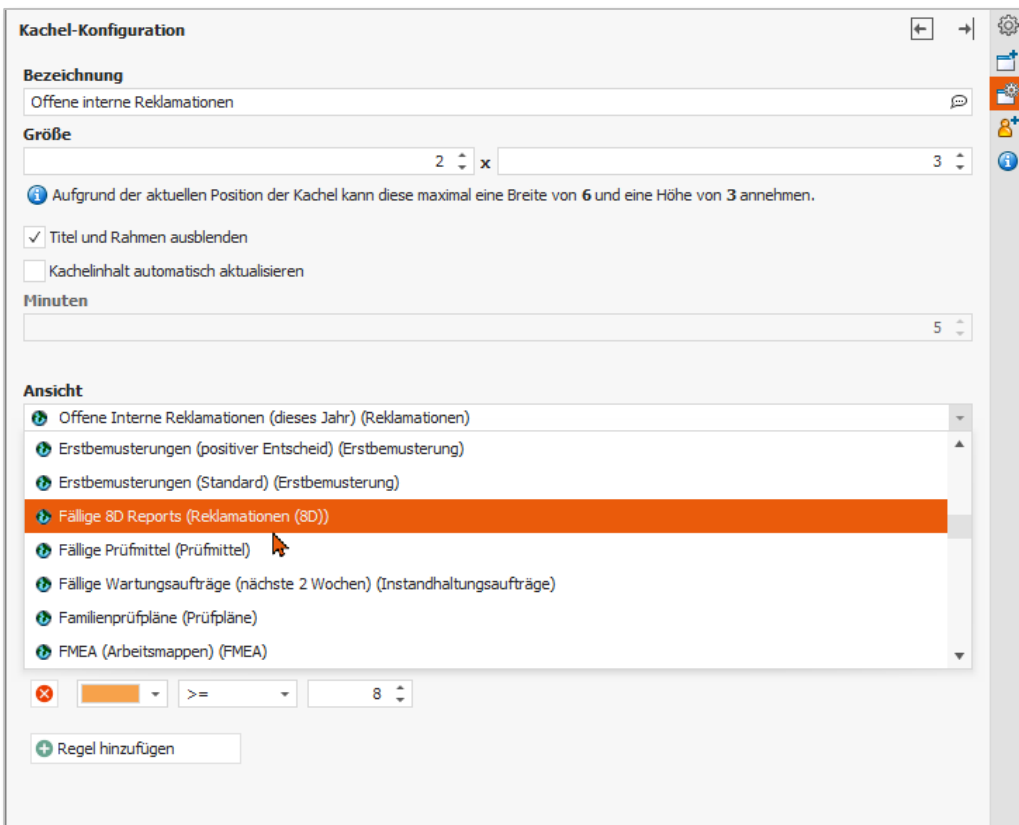 Kachel-Konfiguration
Bezeichnung
Offene interne Reklamationen
Größe
2 x 3
Aufgrund der aktuellen Position der Kachel kann diese maximal eine Breite von 6 und eine Höhe von 3 annehmen.
Titel und Rahmen ausblenden
Kachelinhalt automatisch aktualisieren
Minuten
5
Ansicht
Offene Interne Reklamationen (dieses Jahr) (Reklamationen)
Erstbemusterungen (positiver Entscheid) (Erstbemusterung)
Erstbemusterungen (Standard) (Erstbemusterung)
Fällige 8D Reports (Reklamationen (8D))
Fällige Prüfmittel (Prüfmittel)
Fällige Wartungsaufträge (nächste 2 Wochen) (Instandhaltungsaufträge)
Familienprüfpläne (Prüfpläne)
FMEA (Arbeitsmappen) (FMEA)
>= 8
Regel hinzufügen